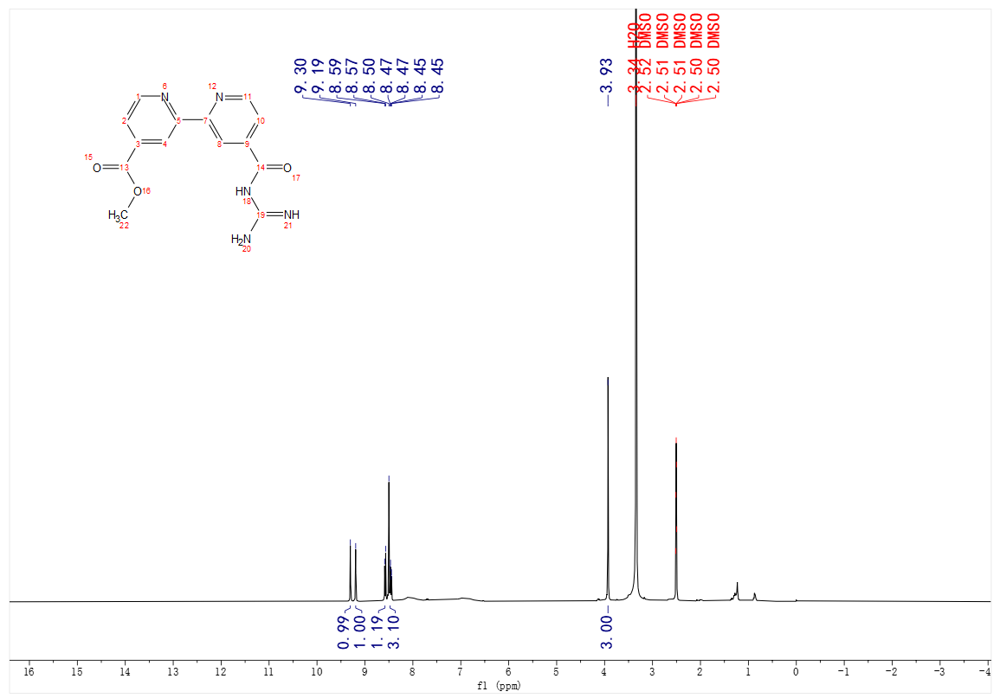 9.30
9.19
8.59
8.57
8.50
8.47
8.47
8.45
8.45
3.93
3.34 H2O
2.52 DMSO
2.51 DMSO
2.51 DMSO
2.50 DMSO
2.50 DMSO
1
N
6
N
12
11
2
5
7
10
3
4
8
9
15
O
13
14
O
17
O
16
HN
18
H3C
22
19
NH
21
H2N
20
0.99
1.00
1.19
3.10
3.00
16 15 14 13 12 11 10 9 8 7 6 5 4 3 2 1 0 -1 -2 -3 -4
f1 (ppm)